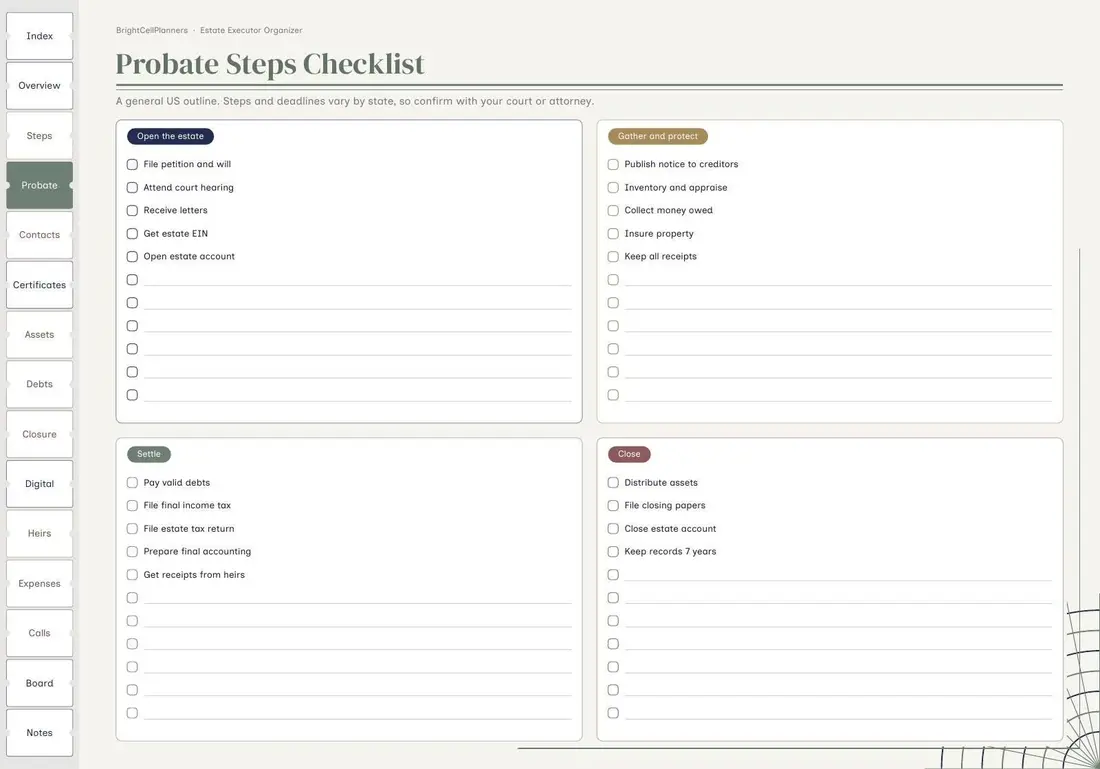 Index
Overview
Steps
Probate
Contacts
Certificates
Assets
Debts
Closure
Digital
Heirs
Expenses
Calls
Board
Notes
BrightCellPlanners · Estate Executor Organizer
Probate Steps Checklist
A general US outline. Steps and deadlines vary by state, so confirm with your court or attorney.
Open the estate
File petition and will
Attend court hearing
Receive letters
Get estate EIN
Open estate account
Gather and protect
Publish notice to creditors
Inventory and appraise
Collect money owed
Insure property
Keep all receipts
Settle
Pay valid debts
File final income tax
File estate tax return
Prepare final accounting
Get receipts from heirs
Close
Distribute assets
File closing papers
Close estate account
Keep records 7 years